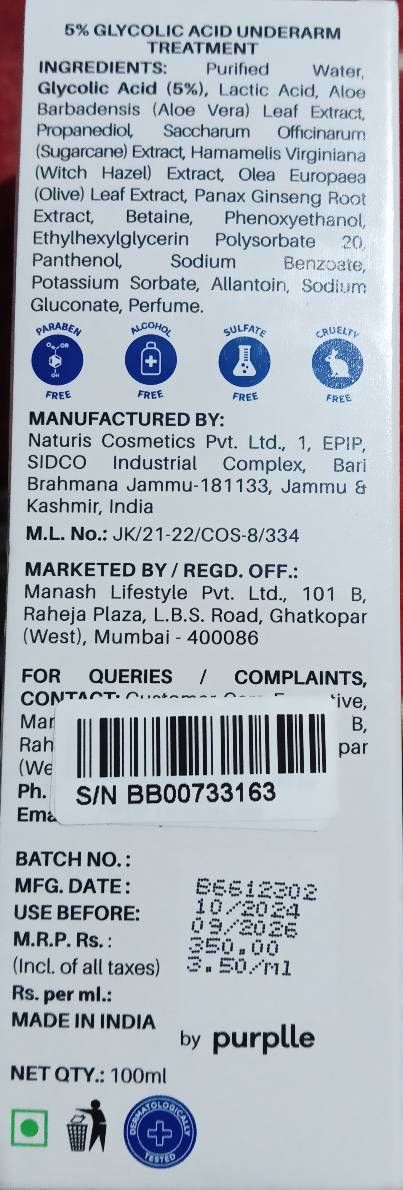 5% GLYCOLIC ACID UNDERARM
TREATMENT
INGREDIENTS: Purified Water,
Glycolic Acid (5%), Lactic Acid, Aloe
Barbadensis (Aloe Vera) Leaf Extract,
Propanediol, Saccharum Officinarum
(Sugarcane) Extract, Hamamelis Virginiana
(Witch Hazel) Extract, Olea Europaea
(Olive) Leaf Extract, Panax Ginseng Root
Extract, Betaine, Phenoxyethanol,
Ethylhexylglycerin Polysorbate 20,
Panthenol, Sodium Benzoate,
Potassium Sorbate, Allantoin, Sodium
Gluconate, Perfume.
PARABEN FREE
ALCOHOL FREE
SULFATE FREE
CRUELTY FREE
MANUFACTURED BY:
Naturis Cosmetics Pvt. Ltd., 1, EPIP,
SIDCO Industrial Complex, Bari
Brahmana Jammu-181133, Jammu &
Kashmir, India
M.L. No.: JK/21-22/COS-8/334
MARKETED BY / REGD. OFF.:
Manash Lifestyle Pvt. Ltd., 101 B,
Raheja Plaza, L.B.S. Road, Ghatkopar
(West), Mumbai - 400086
FOR QUERIES / COMPLAINTS,
CONTACT:
B,
Ph.
S/N BB00733163
BATCH NO.:
MFG. DATE: B6612302
USE BEFORE: 10/2024
M.R.P. Rs.: 09/2026
(Incl. of all taxes) 350.00
Rs. per ml.: 3.50/ml
MADE IN INDIA
by purplle
NET QTY.: 100ml
DERMATOLOGICALLY TESTED